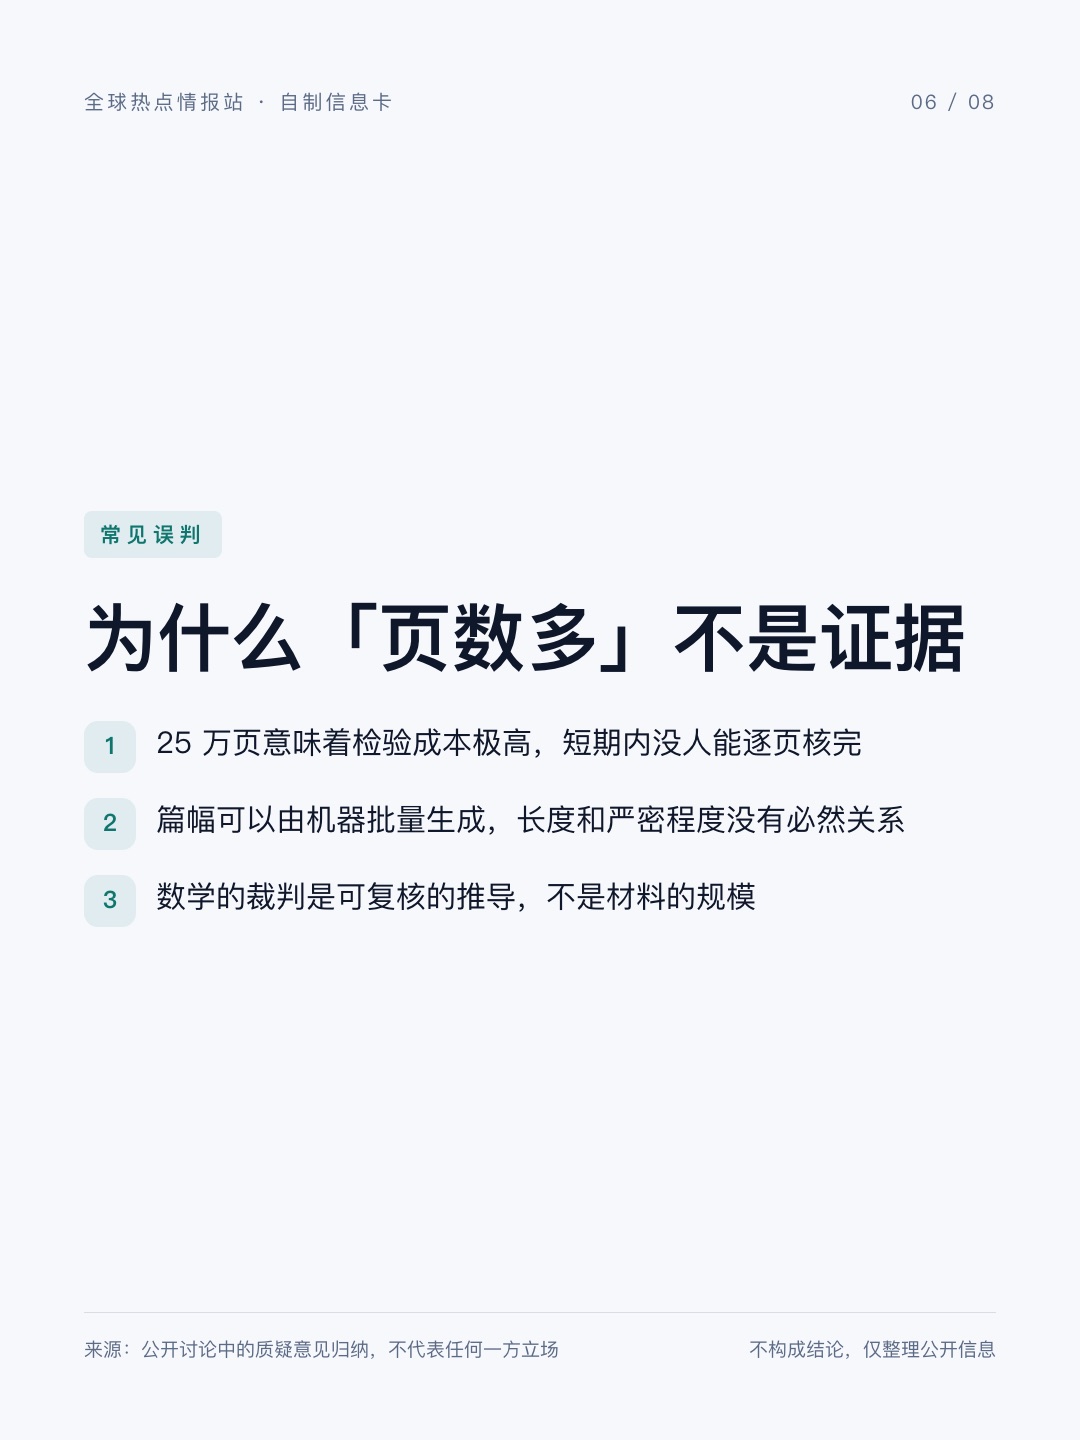 全球热点情报站 · 自制信息卡
06 / 08
常见误判
为什么「页数多」不是证据
1 25 万页意味着检验成本极高，短期内没人能逐页核完
2 篇幅可以由机器批量生成，长度和严密程度没有必然关系
3 数学的裁判是可复核的推导，不是材料的规模
来源：公开讨论中的质疑意见归纳，不代表任何一方立场
不构成结论，仅整理公开信息